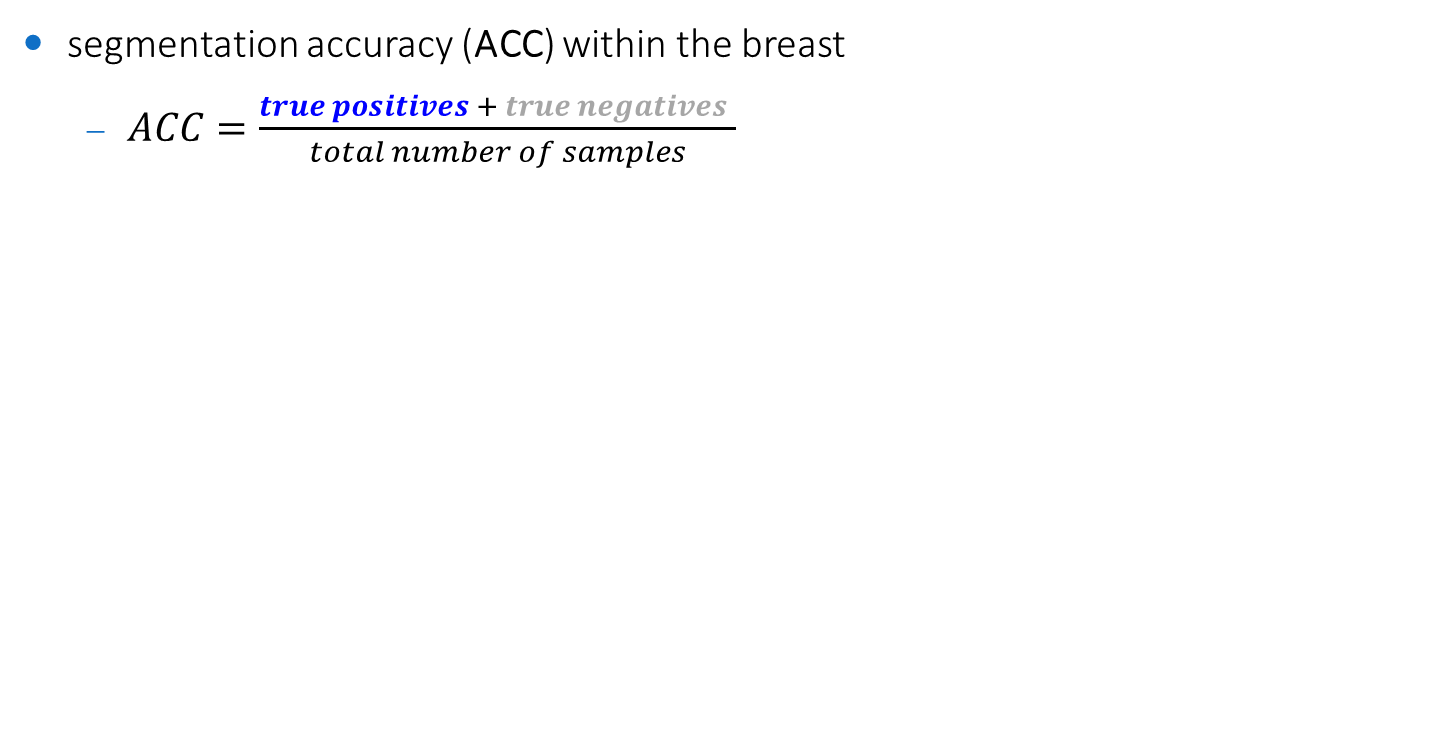 • segmentation accuracy (ACC) within the breast
– ACC = true positives + true negatives
total number of samples